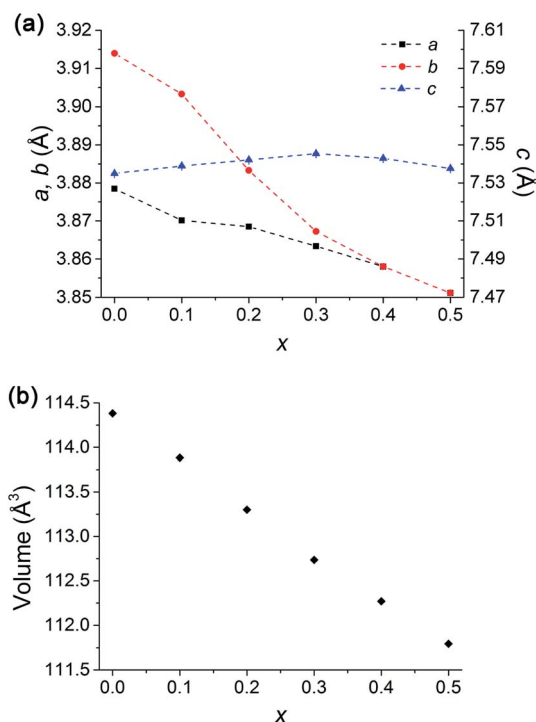 (a)
3.92
3.91
3.90
3.89
3.88
3.87
3.86
3.85
a, b (Å)
7.61
7.59
7.57
7.55
7.53
7.51
7.49
7.47
c (Å)
a
b
c
0.0 0.1 0.2 0.3 0.4 0.5
x
(b)
114.5
114.0
113.5
113.0
112.5
112.0
111.5
Volume (Å³)
0.0 0.1 0.2 0.3 0.4 0.5
x